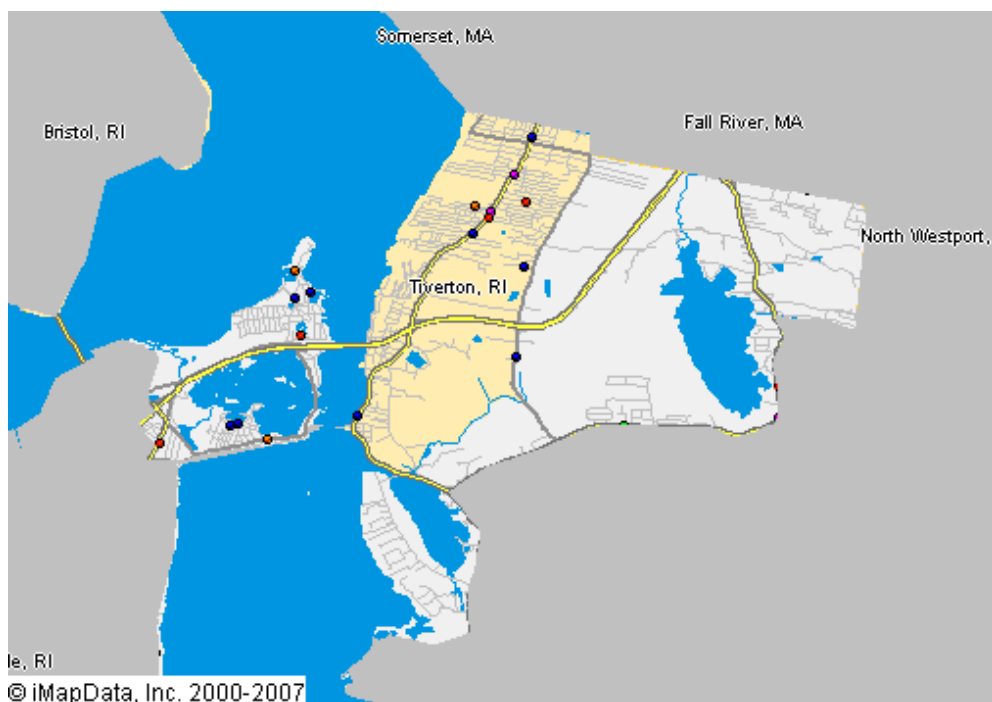 Somerset, MA
Fall River, MA
Bristol, RI
North Westport,
Tiverton, RI
le, RI
© iMapData, Inc. 2000-2007